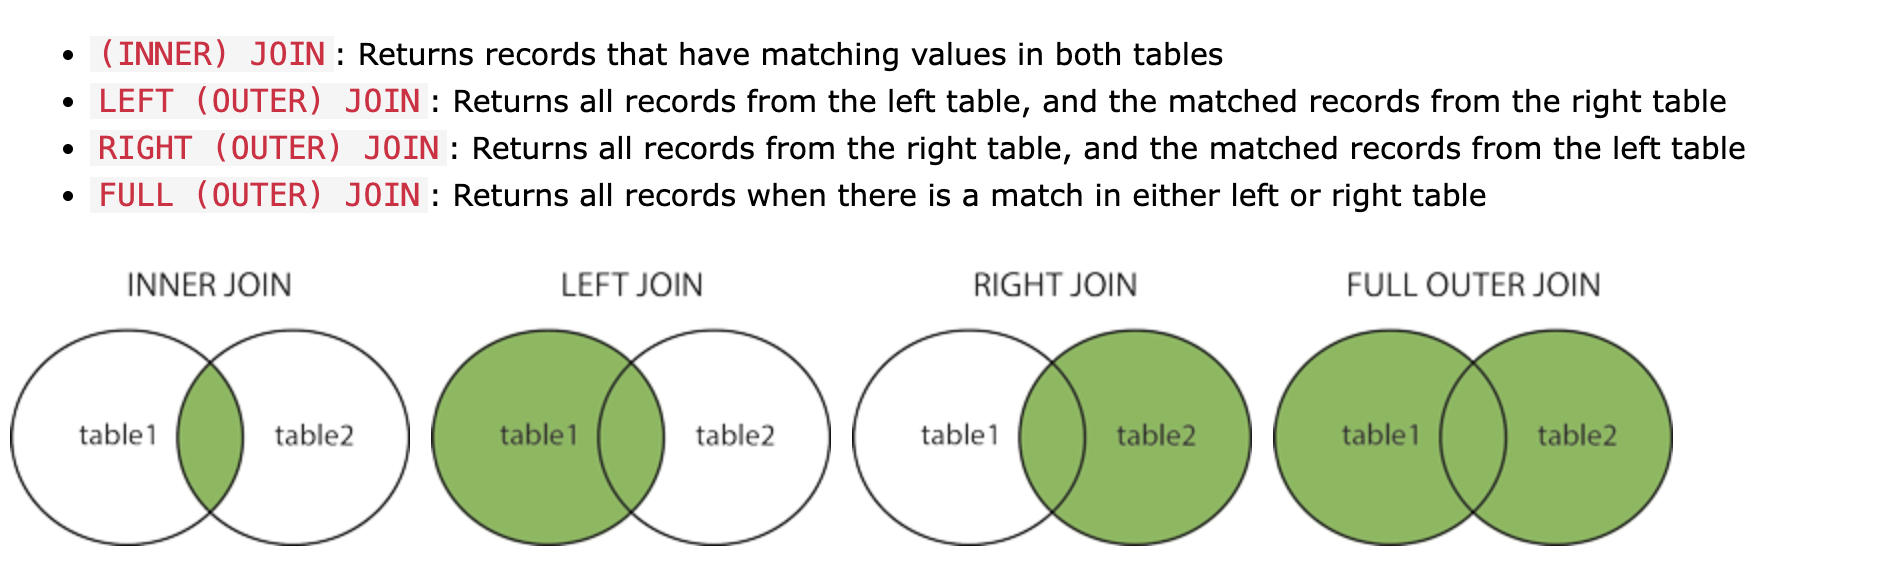 (INNER) JOIN: Returns records that have matching values in both tables
LEFT (OUTER) JOIN: Returns all records from the left table, and the matched records from the right table
RIGHT (OUTER) JOIN: Returns all records from the right table, and the matched records from the left table
FULL (OUTER) JOIN: Returns all records when there is a match in either left or right table
INNER JOIN LEFT JOIN RIGHT JOIN FULL OUTER JOIN
table1 table2 table1 table2 table1 table2 table1 table2